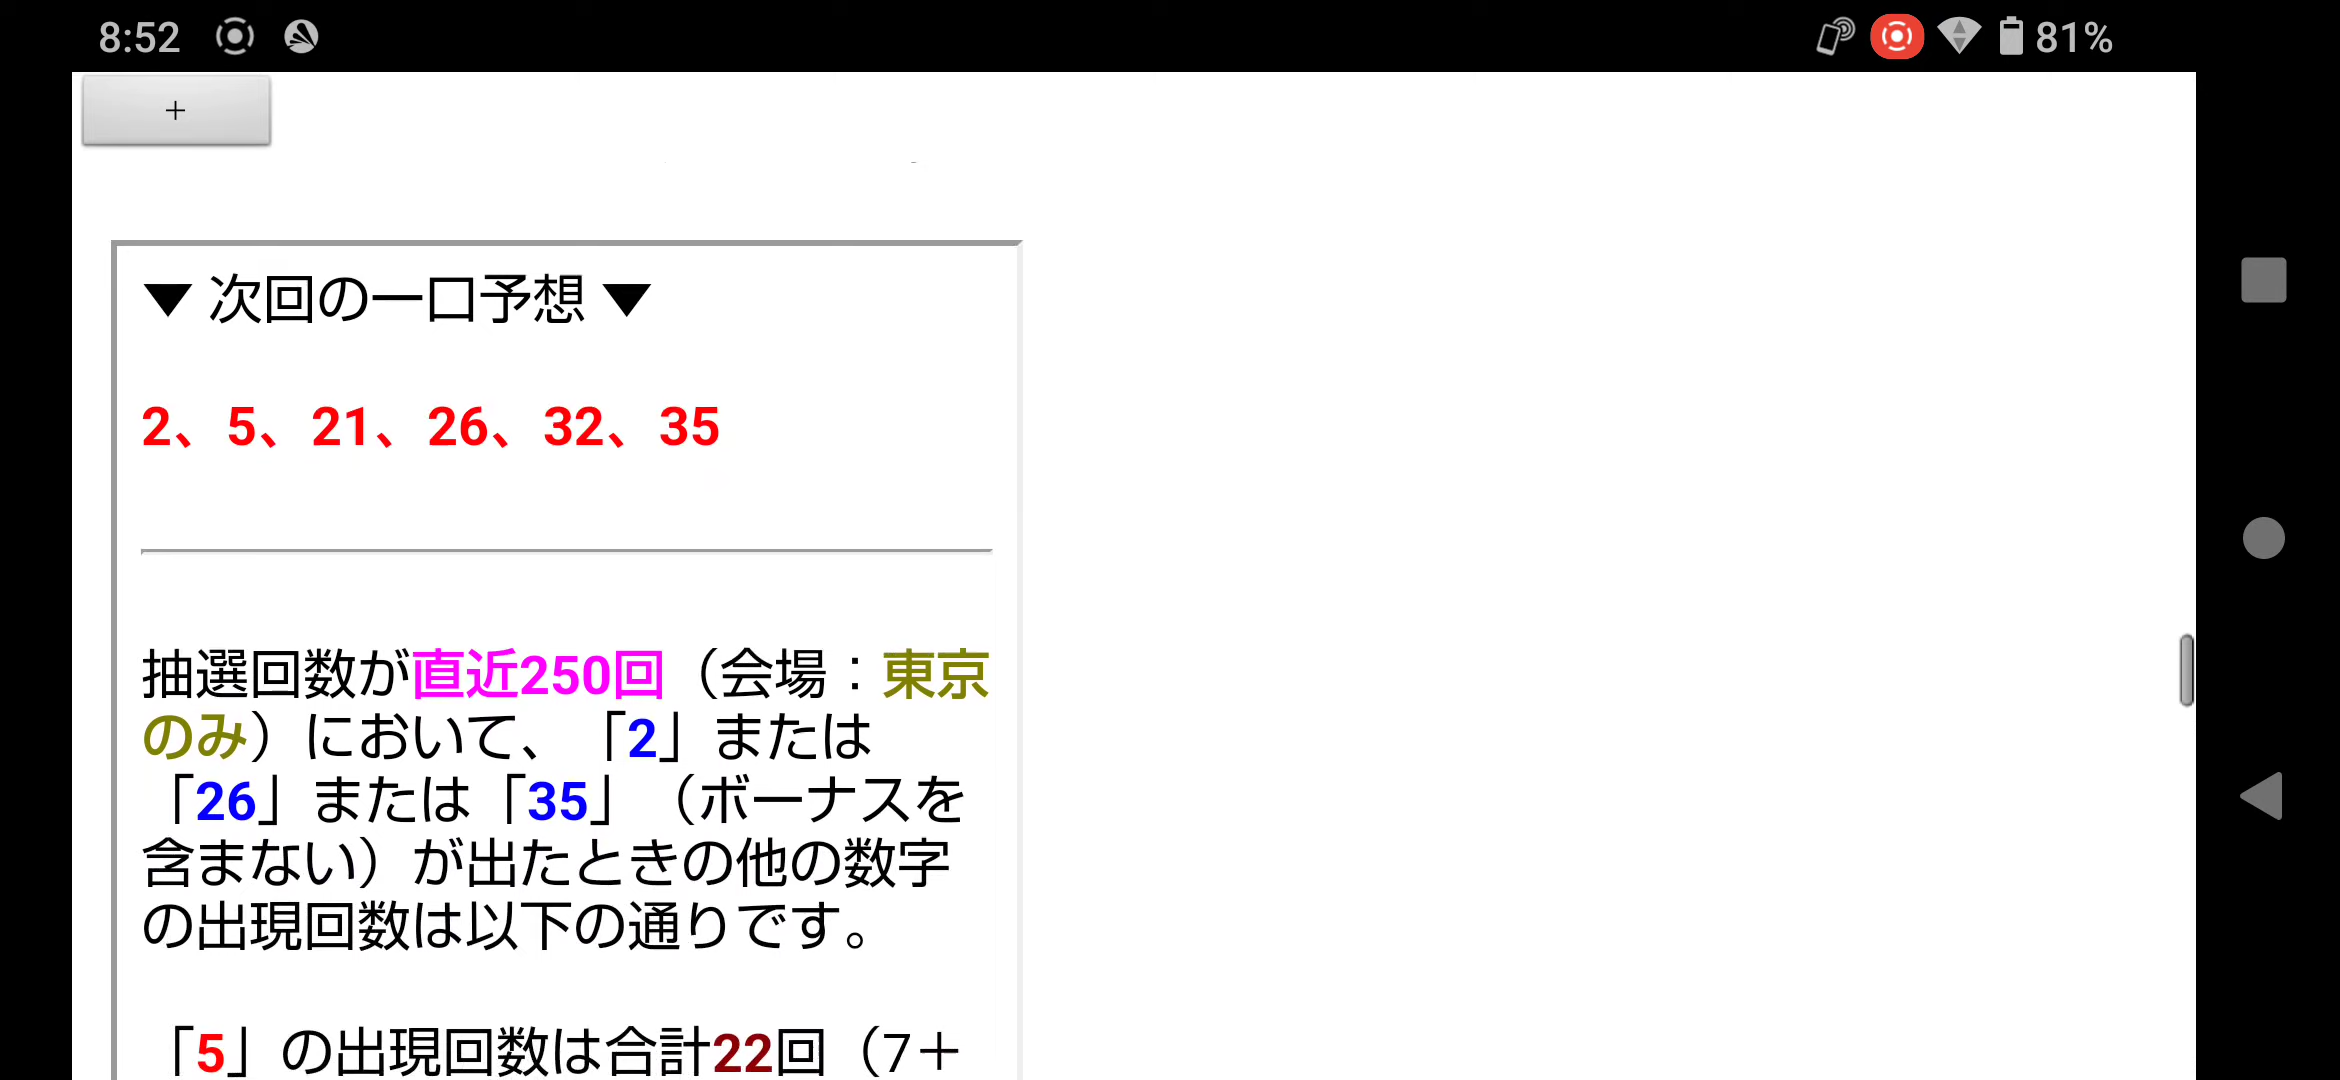 8:52
81%
+
▼ 次回の一口予想 ▼
2、5、21、26、32、35
抽選回数が直近250回（会場：東京
のみ）において、「2」または
「26」または「35」（ボーナスを
含まない）が出たときの他の数字
の出現回数は以下の通りです。
「5」の出現回数は合計22回（7＋